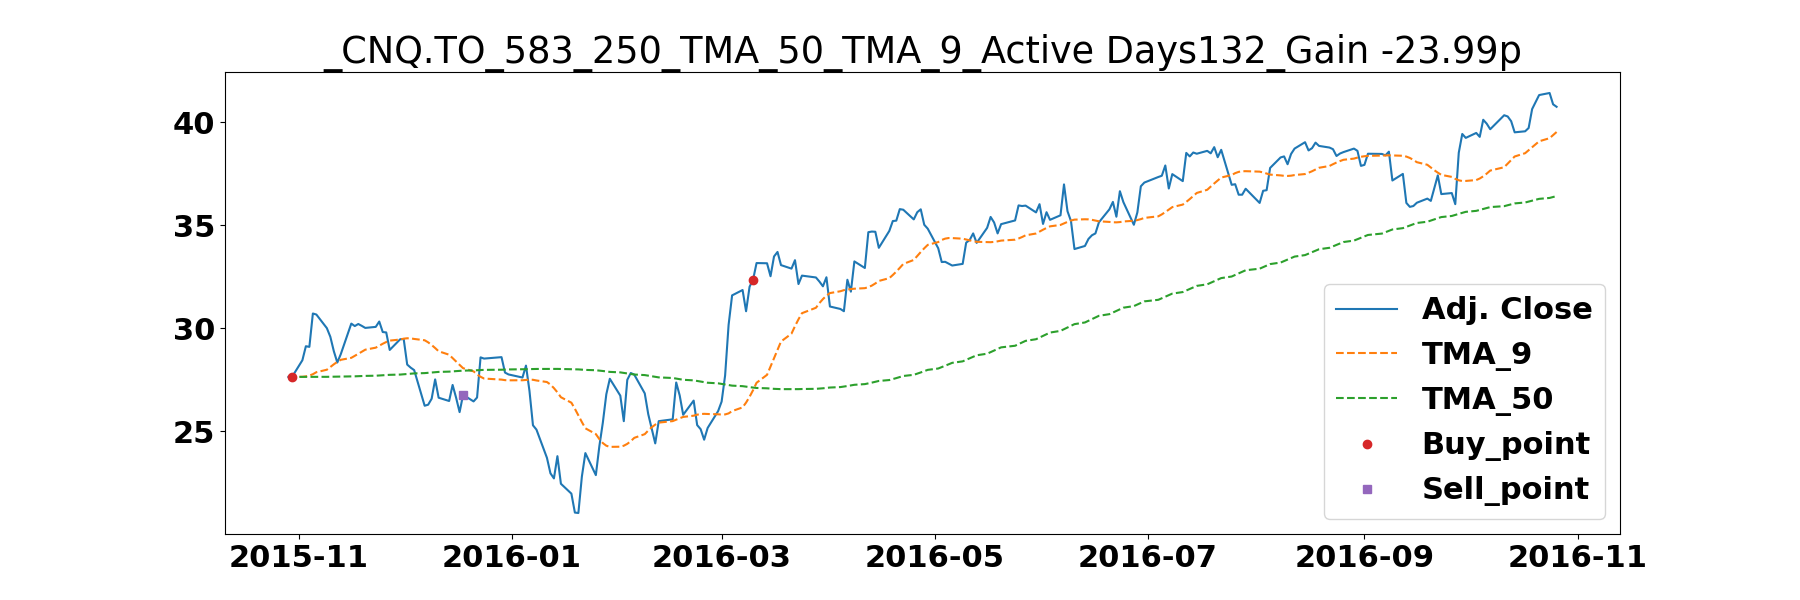 _CNQ.TO_583_250_TMA_50_TMA_9_Active Days132_Gain -23.99p
40
35
30
25
Adj. Close
TMA_9
TMA_50
Buy_point
Sell_point
2015-11 2016-01 2016-03 2016-05 2016-07 2016-09 2016-11